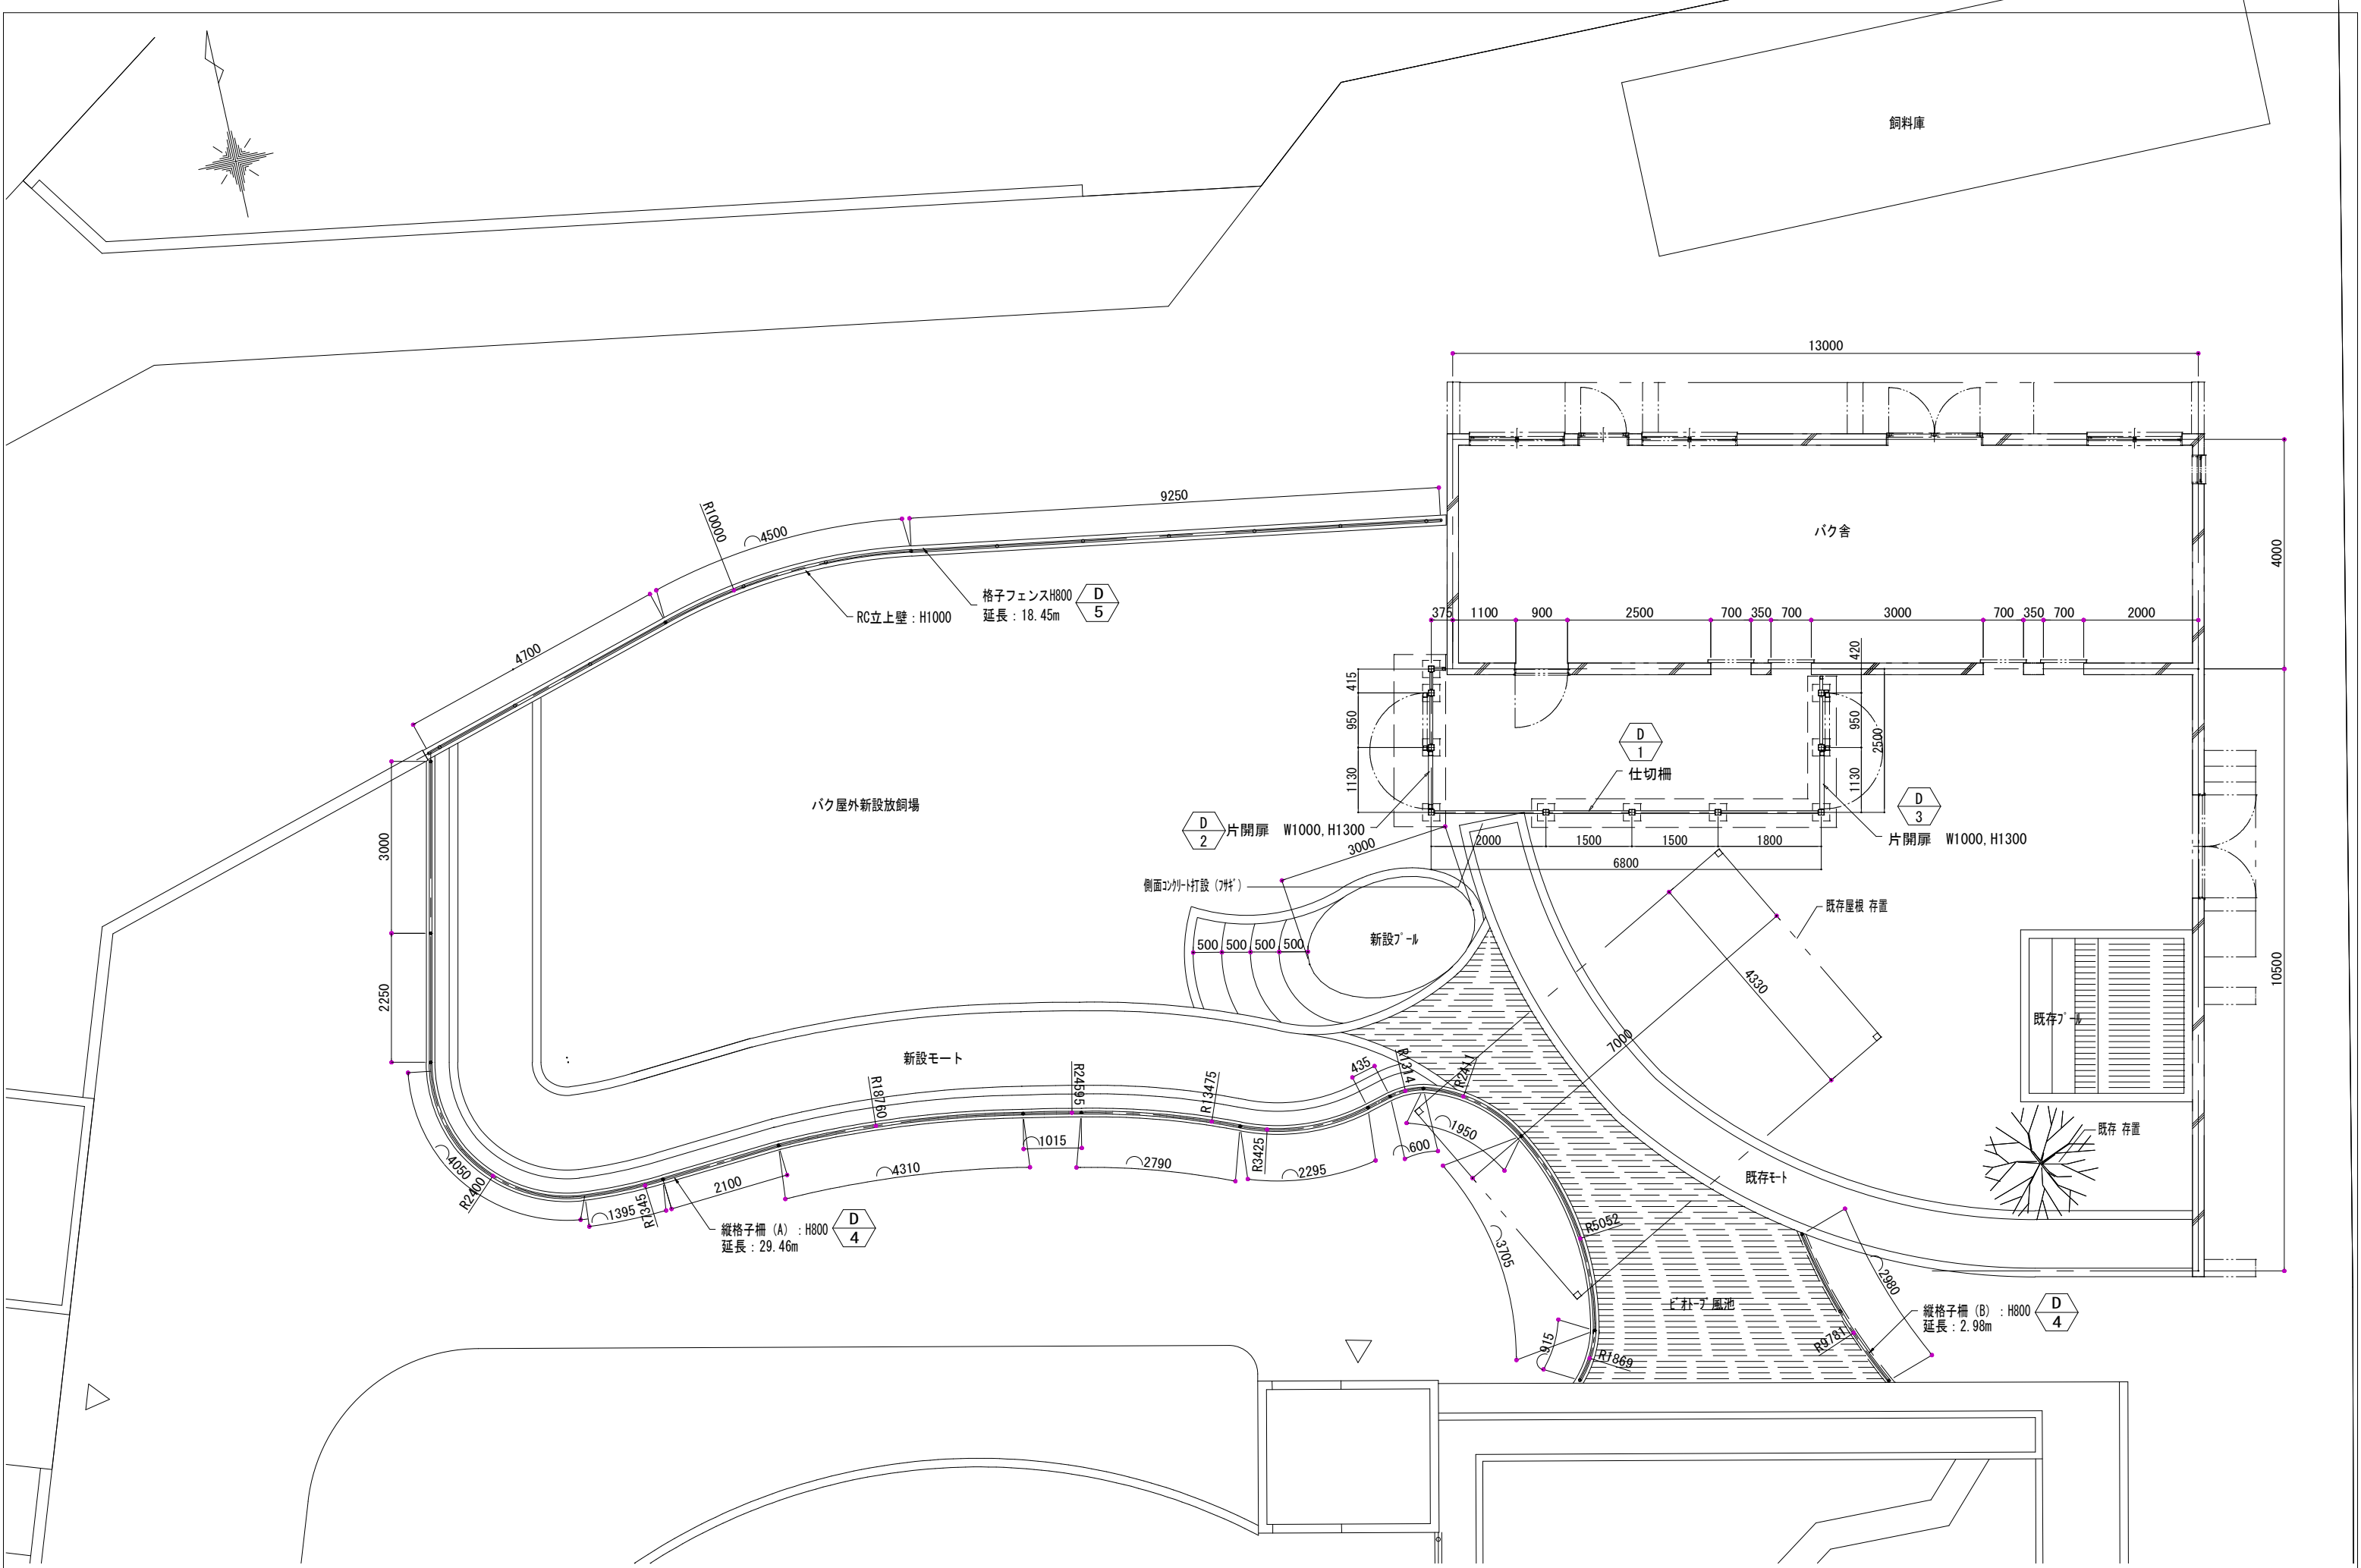 飼料庫
13000
9250
R10000
4500
バク舎
4000
格子フェンスH800
延長：18.45m
D
5
RC立上壁：H1000
375
1100
900
2500
700
350
700
3000
700
350
700
2000
4700
415
950
1130
420
950
1130
2500
D
1
仕切柵
バク屋外新設放飼場
D
2
片開扉　W1000,H1300
D
3
片開扉　W1000,H1300
3000
2000
1500
1500
1800
6800
3000
側面コンクリート打設（フサギ）
既存屋根 存置
新設プール
500
500
500
500
4330
10500
2250
既存プール
7000
新設モート
R18760
R24595
R13475
435
R1314
R2411
既存 存置
1015
R3425
600
1950
4050
R2400
4310
2790
2295
既存モート
2100
1395
R7345
縦格子柵（A）：H800
延長：29.46m
D
4
R5052
3705
2980
ビオトープ風池
縦格子柵（B）：H800
延長：2.98m
D
4
915
R1869
R9781